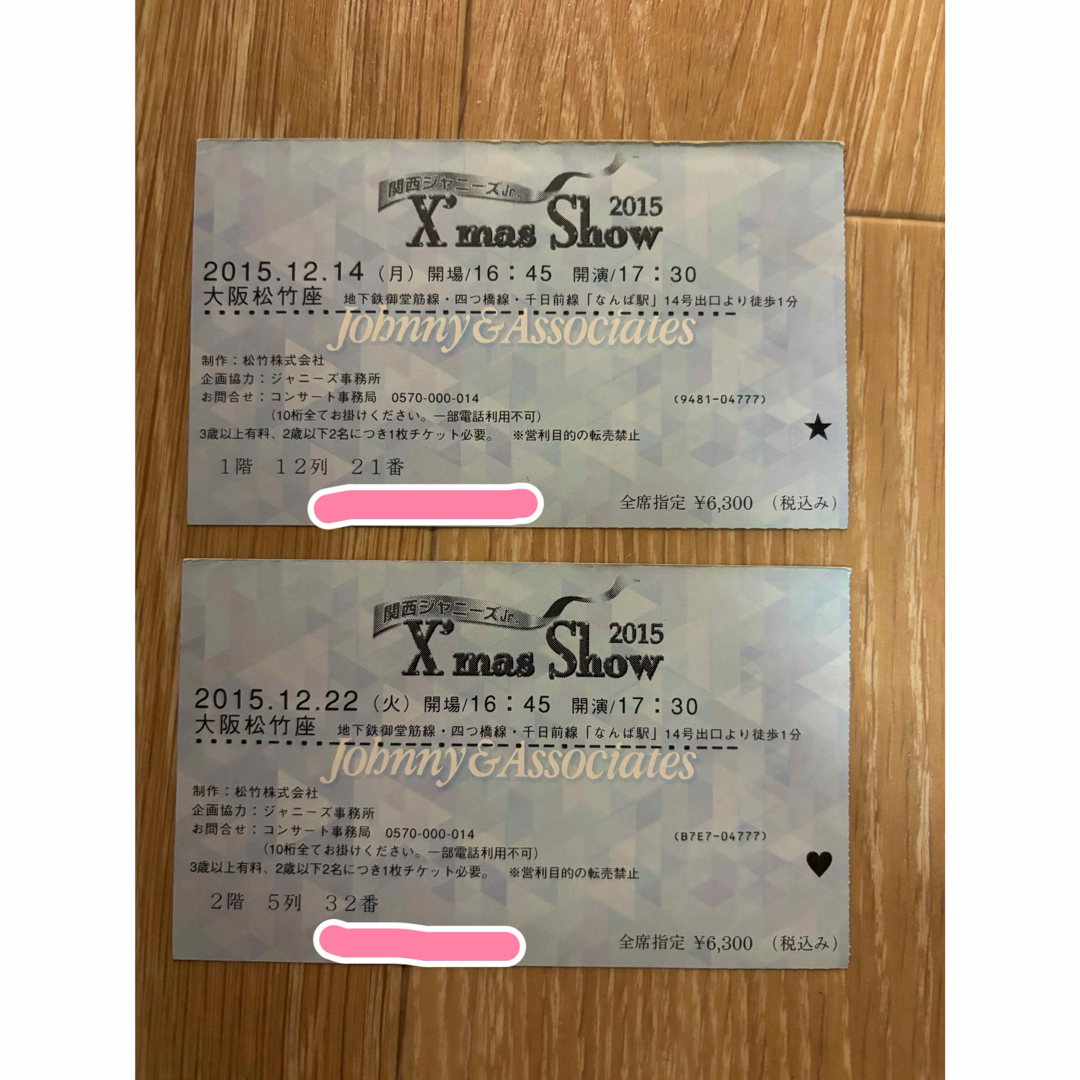 関西ジャニーズJr.
X'mas Show 2015
2015.12.14（月）開場/16：45 開演/17：30
大阪松竹座 地下鉄御堂筋線・四つ橋線・千日前線「なんば駅」14号出口より徒歩1分
Johnny&Associates
制作：松竹株式会社
企画協力：ジャニーズ事務所
お問合せ：コンサート事務局 0570-000-014 (9481-04777)
（10桁全てお掛けください。一部電話利用不可）
3歳以上有料、2歳以下2名につき1枚チケット必要。 ※営利目的の転売禁止
★
1階 12列 21番
全席指定 ¥6,300 （税込み）
関西ジャニーズJr.
X'mas Show 2015
2015.12.22（火）開場/16：45 開演/17：30
大阪松竹座 地下鉄御堂筋線・四つ橋線・千日前線「なんば駅」14号出口より徒歩1分
Johnny&Associates
制作：松竹株式会社
企画協力：ジャニーズ事務所
お問合せ：コンサート事務局 0570-000-014 (B7E7-04777)
（10桁全てお掛けください。一部電話利用不可）
3歳以上有料、2歳以下2名につき1枚チケット必要。 ※営利目的の転売禁止
♥
2階 5列 32番
全席指定 ¥6,300 （税込み）